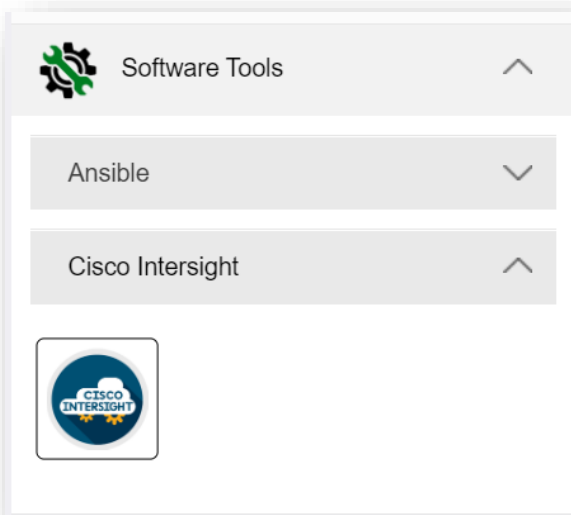 Software Tools
Ansible
Cisco Intersight
CISCO
INTERSIGHT